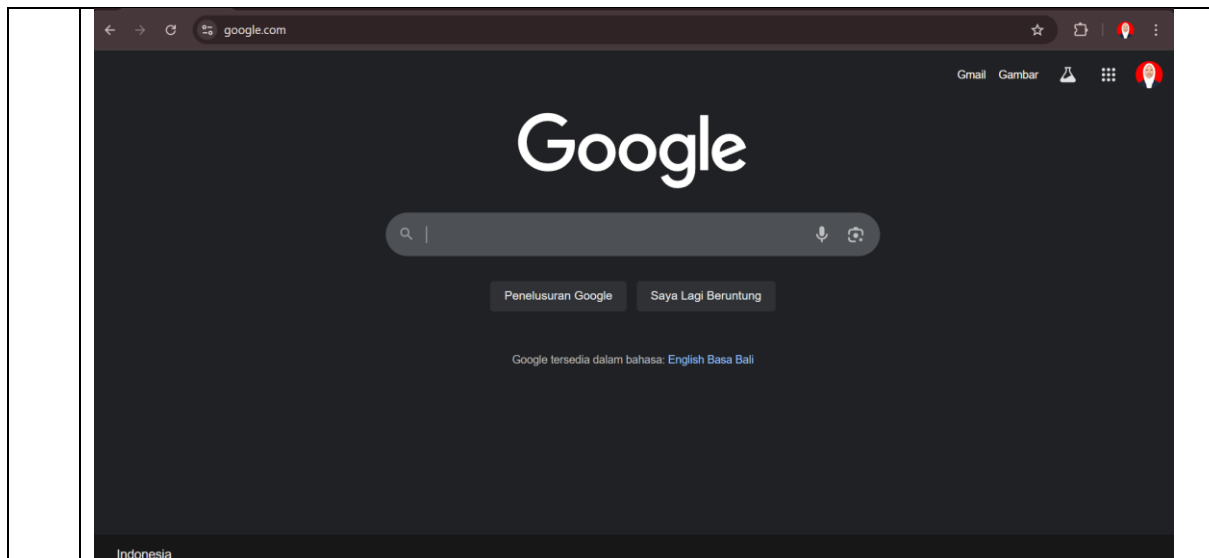 google.com
Gmail Gambar
Google
Penelusuran Google Saya Lagi Beruntung
Google tersedia dalam bahasa: English Basa Bali
Indonesia